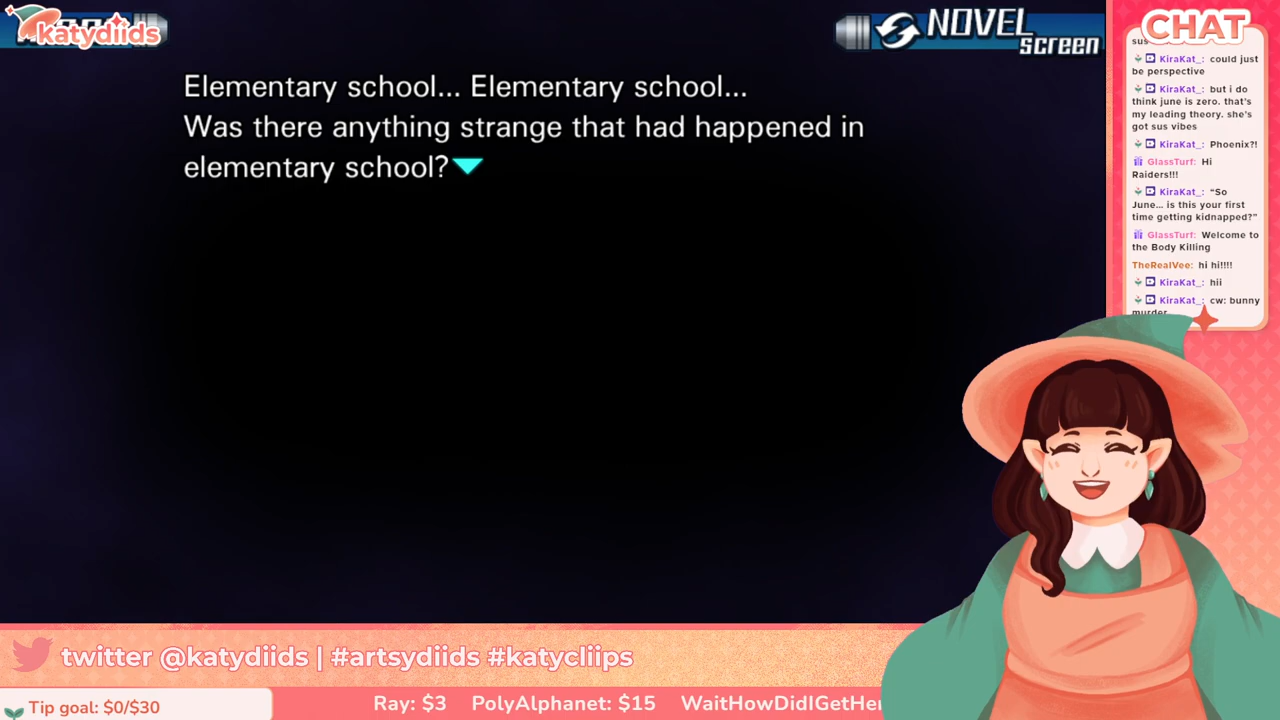 katydiids
NOVEL
Screen
Elementary school... Elementary school...
Was there anything strange that had happened in
elementary school?
CHAT
sus
KiraKat_: could just
be perspective
KiraKat_: but i do
think june is zero. that's
my leading theory. she's
got sus vibes
KiraKat_: Phoenix?!
GlassTurf: Hi
Raiders!!!
KiraKat_: “So
June... is this your first
time getting kidnapped?”
GlassTurf: Welcome to
the Body Killing
TheRealVee: hi hi!!!!
KiraKat_: hii
KiraKat_: cw: bunny
murder
twitter @katydiids | #artsydiids #katycliips
Tip goal: $0/$30
Ray: $3 PolyAlphanet: $15 WaitHowDidIGetHer